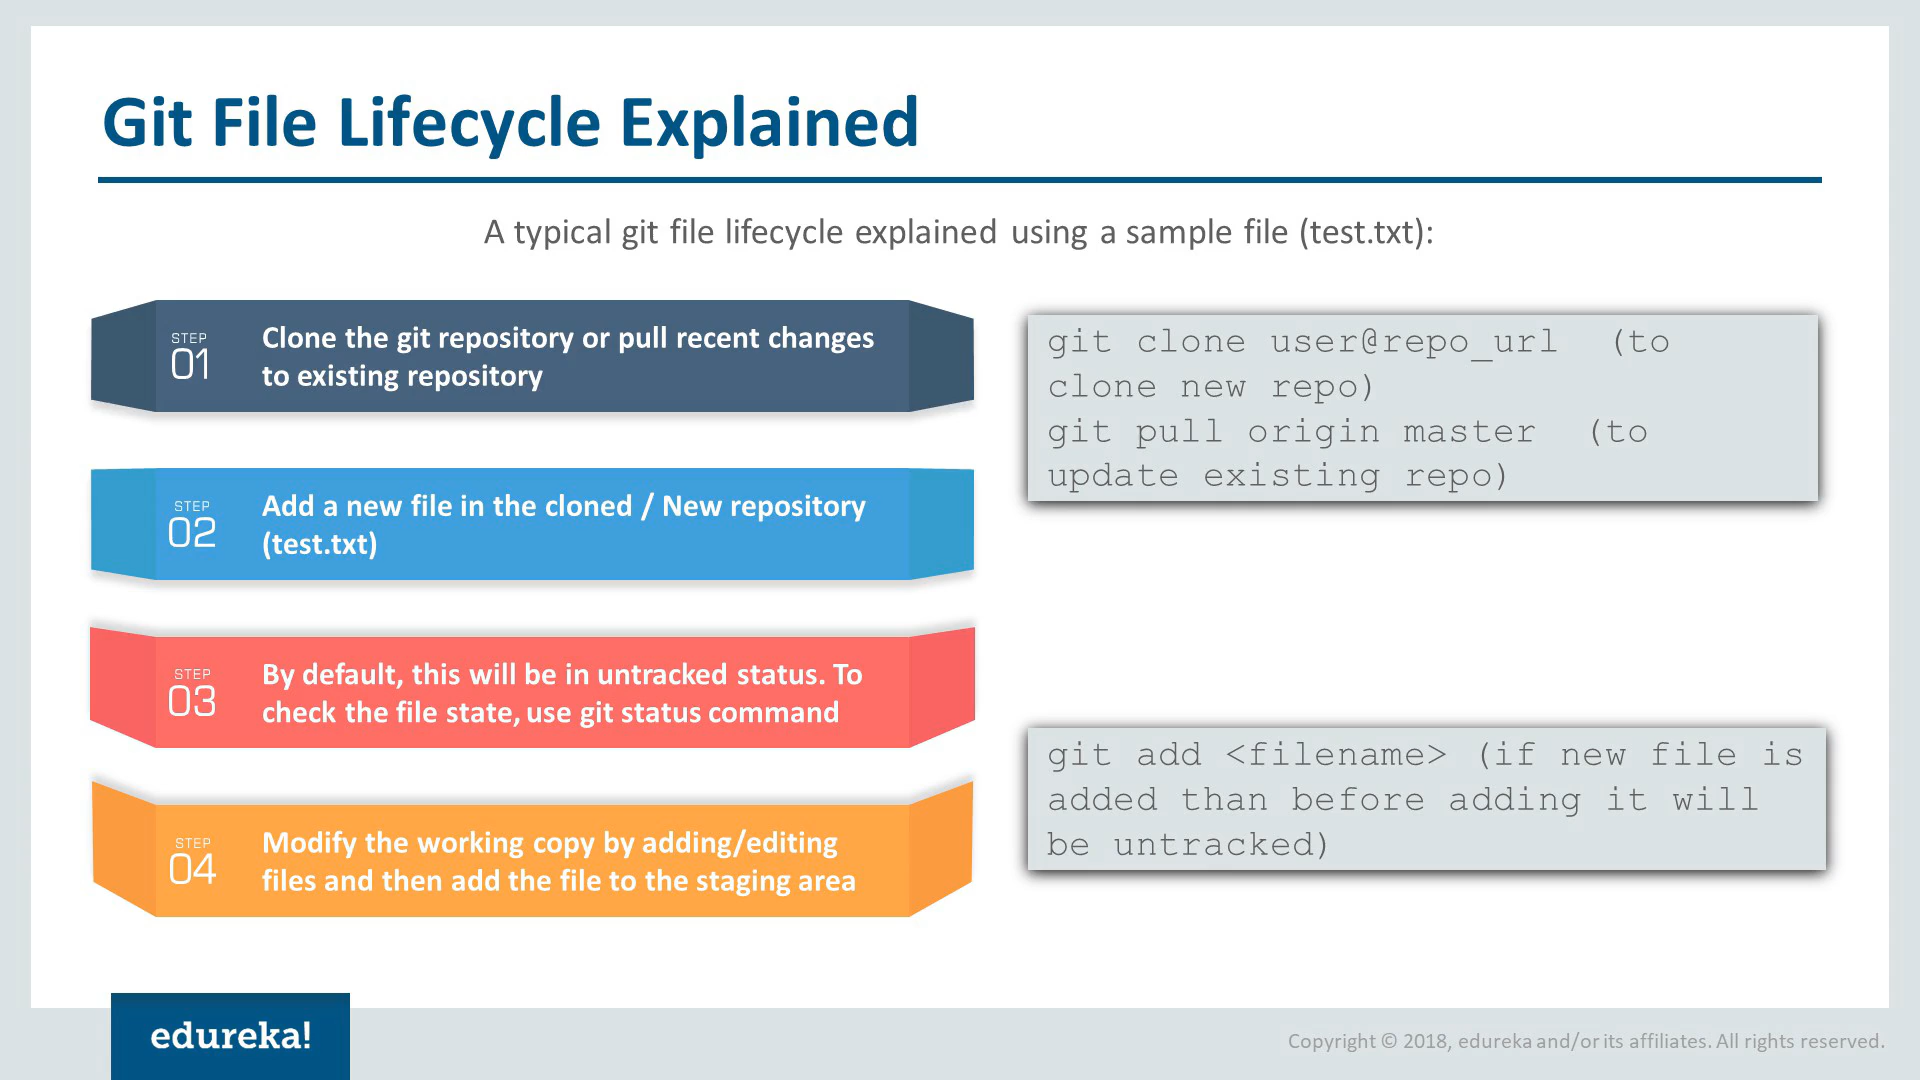 Git File Lifecycle Explained
A typical git file lifecycle explained using a sample file (test.txt):
STEP
01
Clone the git repository or pull recent changes
to existing repository
git clone user@repo_url (to
clone new repo)
git pull origin master (to
update existing repo)
STEP
02
Add a new file in the cloned / New repository
(test.txt)
STEP
03
By default, this will be in untracked status. To
check the file state, use git status command
STEP
04
Modify the working copy by adding/editing
files and then add the file to the staging area
git add <filename> (if new file is
added than before adding it will
be untracked)
edureka!
Copyright © 2018, edureka and/or its affiliates. All rights reserved.